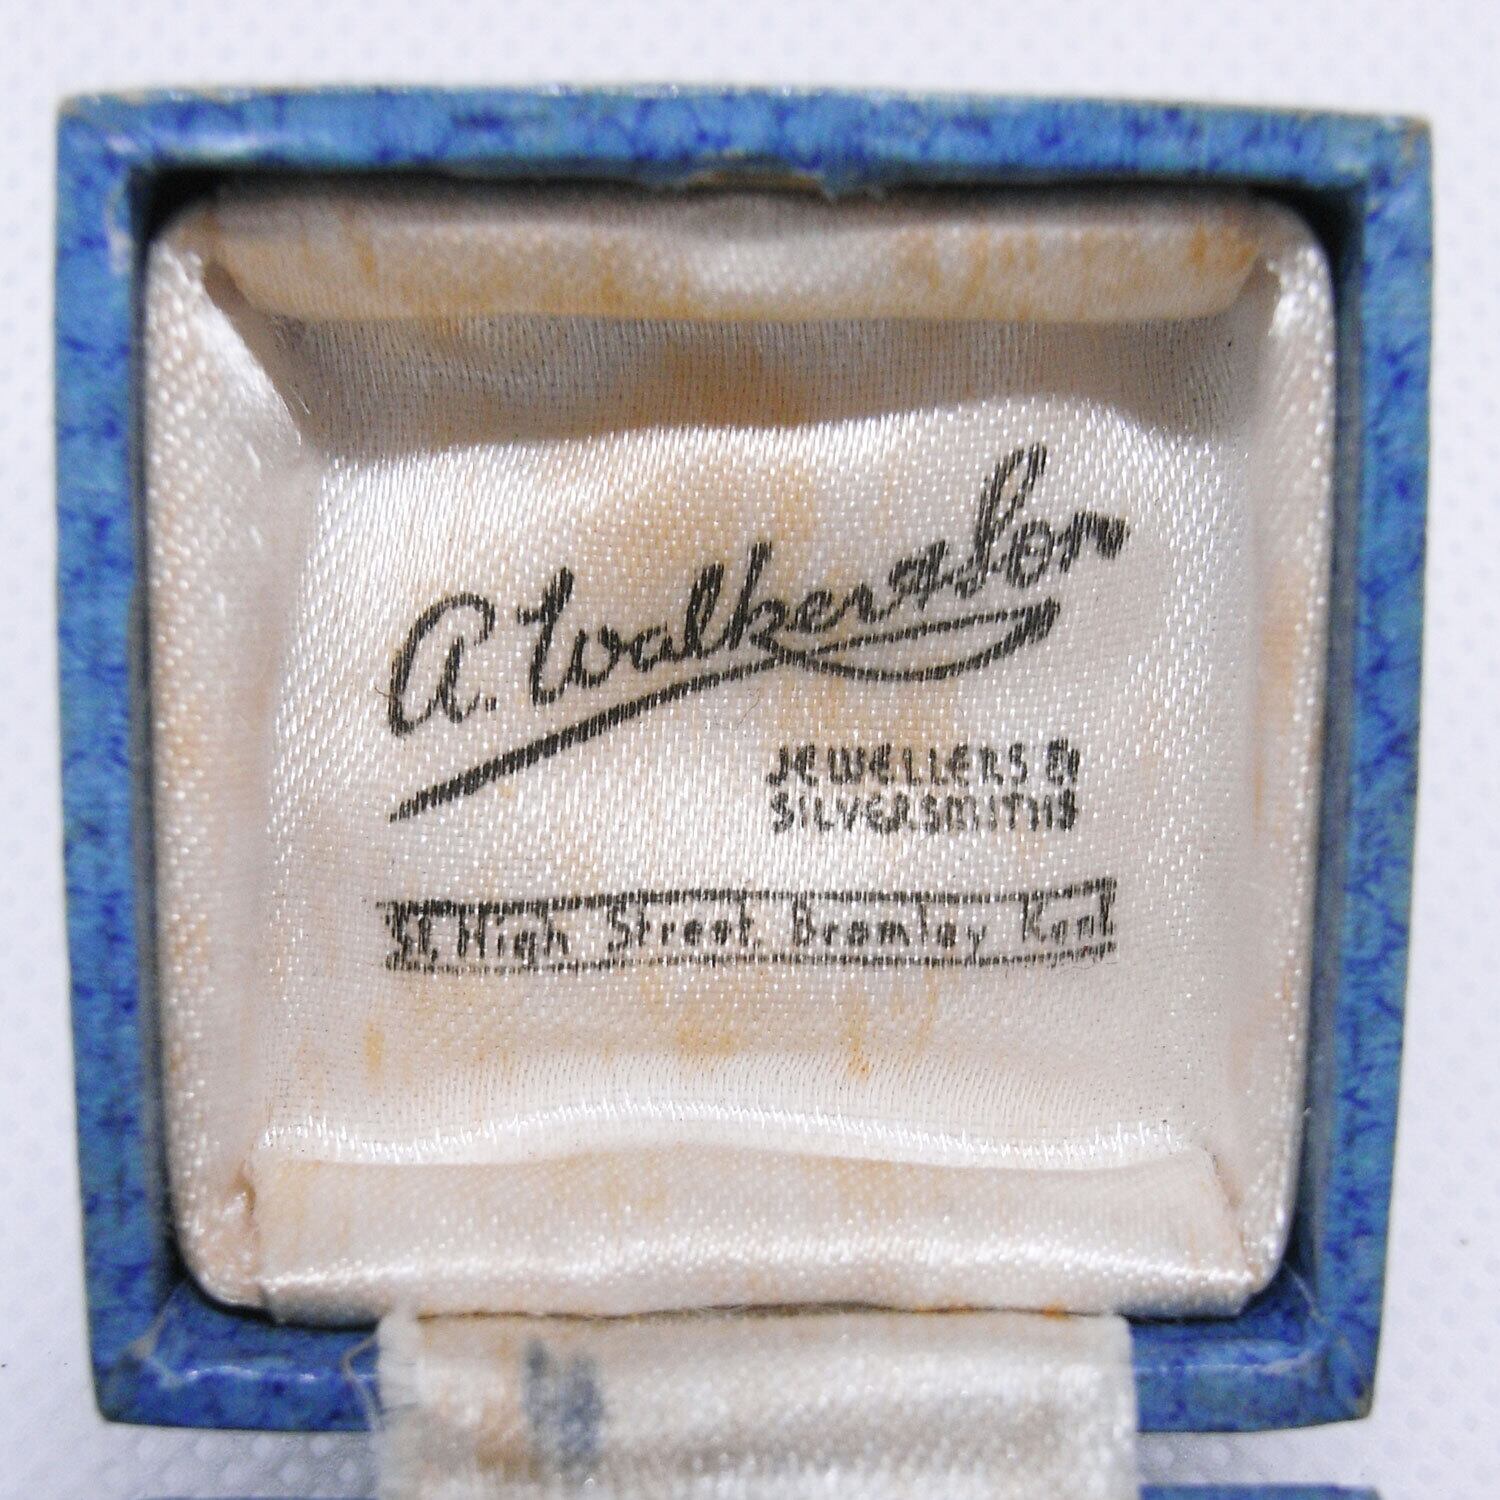 A. Walker & Son
JEWELLERS &
SILVERSMITHS
High Street, Bromley Kent